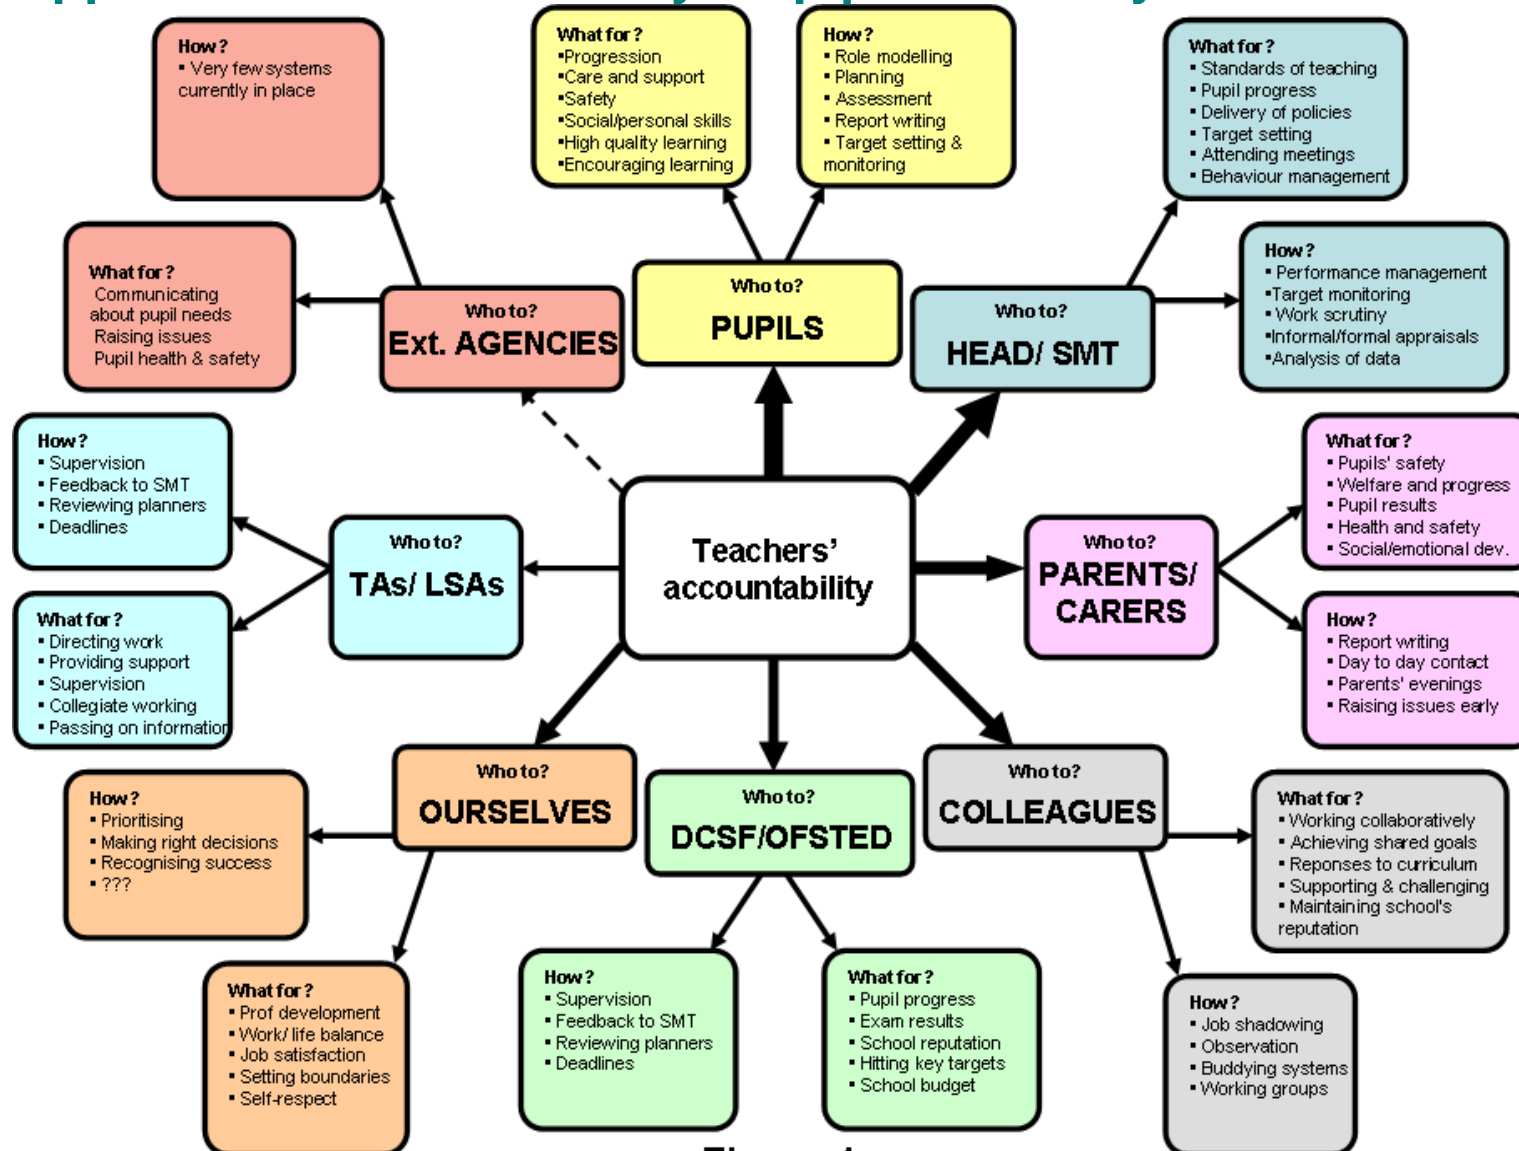 How?
▪ Very few systems
currently in place
What for?
▪Progression
▪Care and support
▪Safety
▪Social/personal skills
▪High quality learning
▪Encouraging learning
How?
▪ Role modelling
▪ Planning
▪ Assessment
▪ Report writing
▪ Target setting &
monitoring
What for?
▪ Standards of teaching
▪ Pupil progress
▪ Delivery of policies
▪ Target setting
▪ Attending meetings
▪ Behaviour management
What for?
Communicating
about pupil needs
Raising issues
Pupil health & safety
Who to?
Ext. AGENCIES
Who to?
PUPILS
Who to?
HEAD/ SMT
How?
▪ Performance management
▪Target monitoring
▪ Work scrutiny
▪Informal/formal appraisals
▪Analysis of data
How?
▪ Supervision
▪ Feedback to SMT
▪ Reviewing planners
▪ Deadlines
What for?
▪ Directing work
▪ Providing support
▪ Supervision
▪ Collegiate working
▪ Passing on information
Who to?
TAs/ LSAs
Teachers’
accountability
Who to?
PARENTS/
CARERS
What for?
▪ Pupils' safety
▪ Welfare and progress
▪ Pupil results
▪ Health and safety
▪ Social/emotional dev.
How?
▪ Report writing
▪ Day to day contact
▪ Parents' evenings
▪ Raising issues early
How?
▪ Prioritising
▪ Making right decisions
▪ Recognising success
▪ ???
Who to?
OURSELVES
Who to?
DCSF/OFSTED
Who to?
COLLEAGUES
What for?
▪ Working collaboratively
▪ Achieving shared goals
▪ Reponses to curriculum
▪ Supporting & challenging
▪ Maintaining school's
reputation
What for?
▪ Prof development
▪ Work/ life balance
▪ Job satisfaction
▪ Setting boundaries
▪ Self-respect
How?
▪ Supervision
▪ Feedback to SMT
▪ Reviewing planners
▪ Deadlines
What for?
▪ Pupil progress
▪ Exam results
▪ School reputation
▪ Hitting key targets
▪ School budget
How?
▪ Job shadowing
▪ Observation
▪ Buddying systems
▪ Working groups